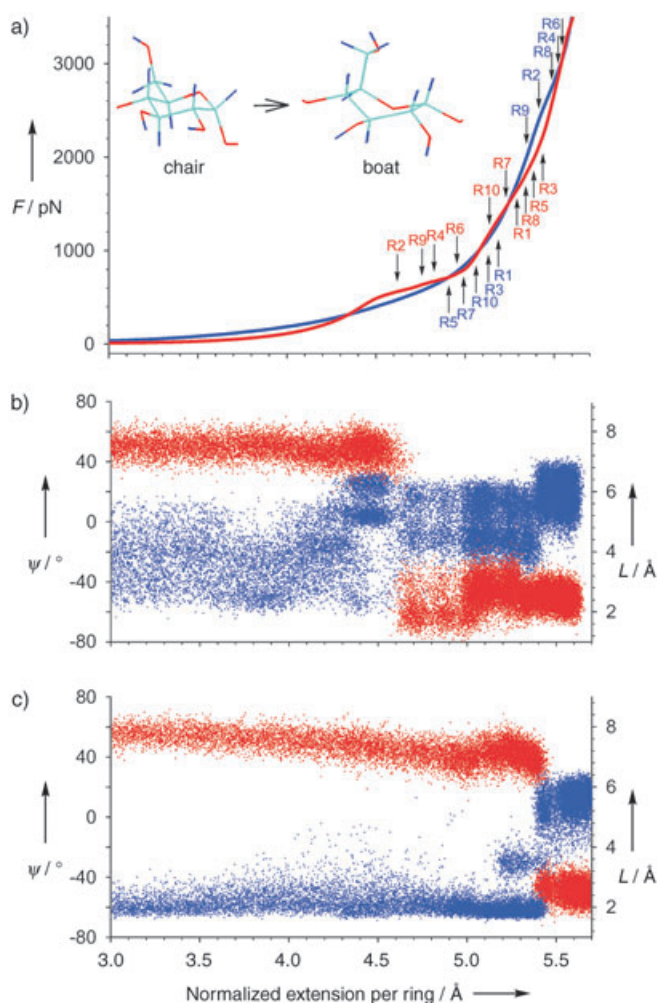 a)
3000
2000
1000
0
F / pN
chair
boat
R6
R4
R8
R2
R9
R7
R10
R3
R5
R8
R1
R6
R4
R9
R2
R1
R3
R10
R7
R5
b)
80
40
0
-40
-80
ψ / °
8
6
4
2
L / Å
c)
80
40
0
-40
-80
ψ / °
8
6
4
2
L / Å
3.0 3.5 4.0 4.5 5.0 5.5
Normalized extension per ring / Å